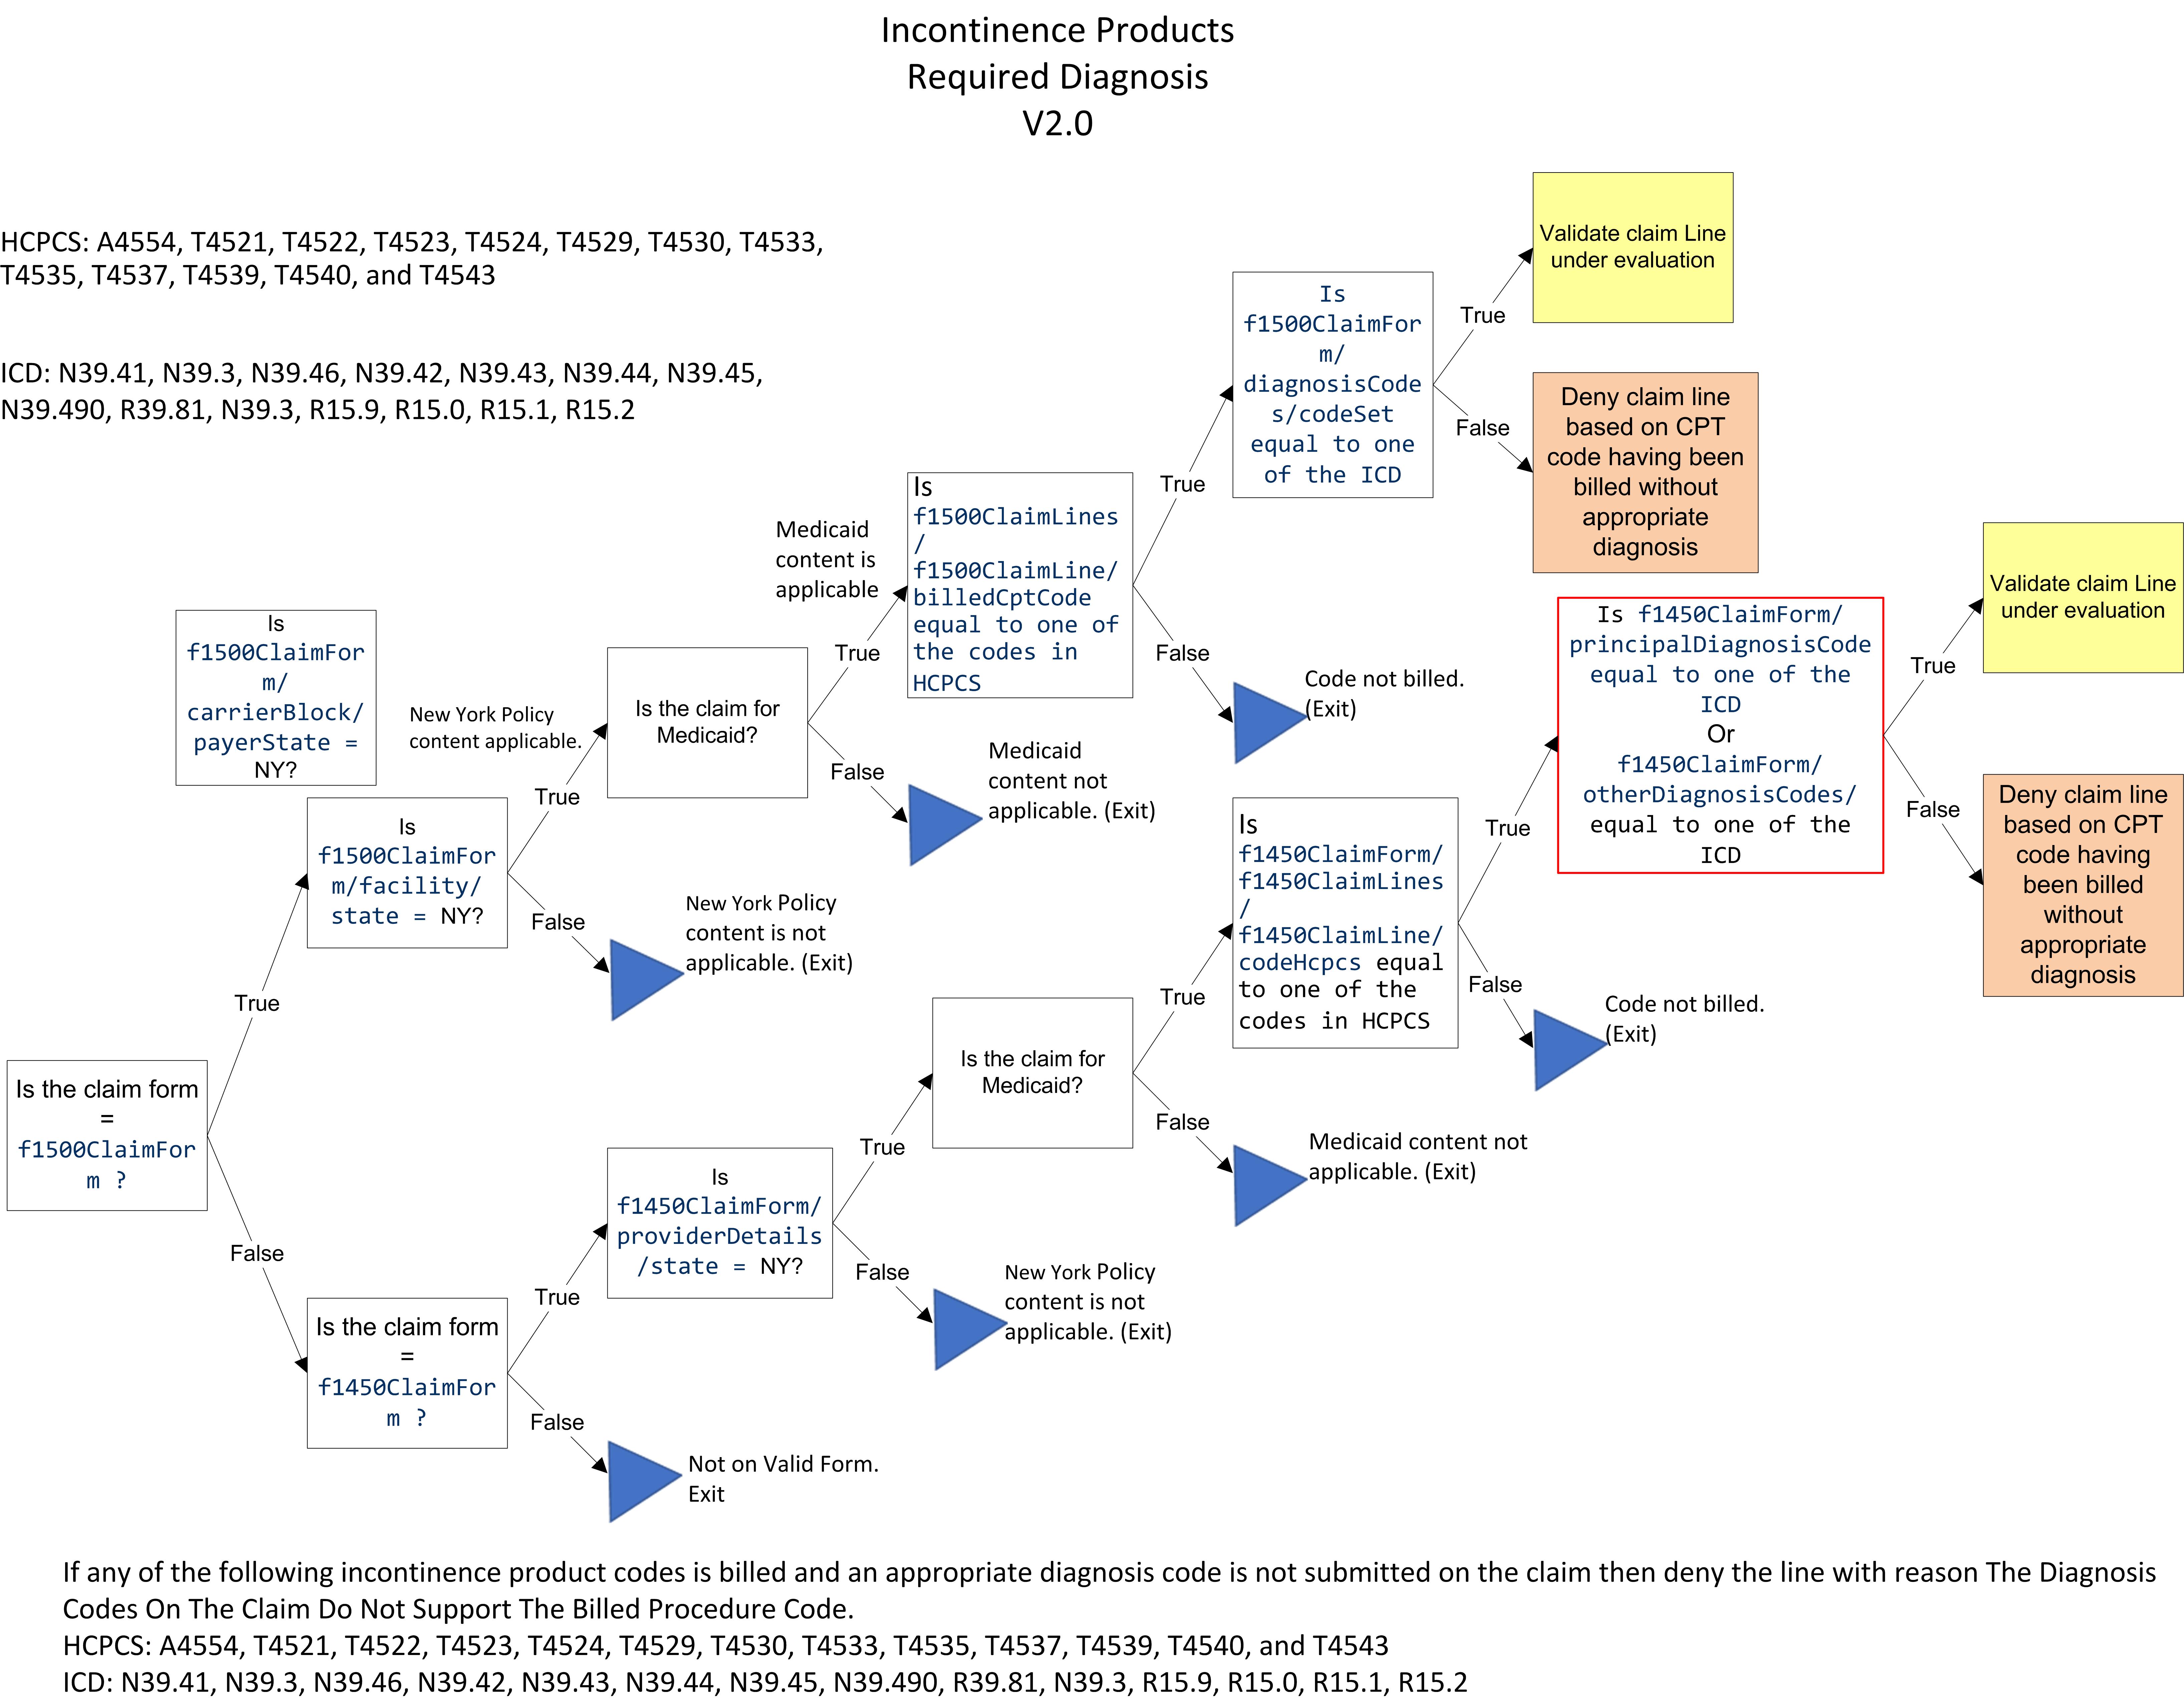 Incontinence Products
Required Diagnosis
V2.0
HCPCS: A4554, T4521, T4522, T4523, T4524, T4529, T4530, T4533,
T4535, T4537, T4539, T4540, and T4543
ICD: N39.41, N39.3, N39.46, N39.42, N39.43, N39.44, N39.45,
N39.490, R39.81, N39.3, R15.9, R15.0, R15.1, R15.2
Validate claim Line
under evaluation
True
Is
f1500ClaimFor
m/
diagnosisCode
s/codeSet
equal to one
of the ICD
False
Deny claim line
based on CPT
code having been
billed without
appropriate
diagnosis
True
Is
f1500ClaimLines
/
f1500ClaimLine/
billedCptCode
equal to one of
the codes in
HCPCS
Medicaid
content is
applicable
True
False
Code not billed.
(Exit)
Is
f1500ClaimFor
m/
carrierBlock/
payerState =
NY?
New York Policy
content applicable.
Is the claim for
Medicaid?
False
Medicaid
content not
applicable. (Exit)
True
Is
f1500ClaimFor
m/facility/
state = NY?
False
New York Policy
content is not
applicable. (Exit)
True
Is the claim form
=
f1500ClaimFor
m ?
False
Is the claim form
=
f1450ClaimFor
m ?
True
False
Not on Valid Form.
Exit
Is
f1450ClaimForm/
providerDetails
/state = NY?
True
False
New York Policy
content is not
applicable. (Exit)
Is the claim for
Medicaid?
True
False
Medicaid content not
applicable. (Exit)
Is
f1450ClaimForm/
f1450ClaimLines
/
f1450ClaimLine/
codeHcpcs equal
to one of the
codes in HCPCS
True
False
Code not billed.
(Exit)
Is f1450ClaimForm/
principalDiagnosisCode
equal to one of the
ICD
Or
f1450ClaimForm/
otherDiagnosisCodes/
equal to one of the
ICD
True
Validate claim Line
under evaluation
False
Deny claim line
based on CPT
code having
been billed
without
appropriate
diagnosis
If any of the following incontinence product codes is billed and an appropriate diagnosis code is not submitted on the claim then deny the line with reason The Diagnosis
Codes On The Claim Do Not Support The Billed Procedure Code.
HCPCS: A4554, T4521, T4522, T4523, T4524, T4529, T4530, T4533, T4535, T4537, T4539, T4540, and T4543
ICD: N39.41, N39.3, N39.46, N39.42, N39.43, N39.44, N39.45, N39.490, R39.81, N39.3, R15.9, R15.0, R15.1, R15.2